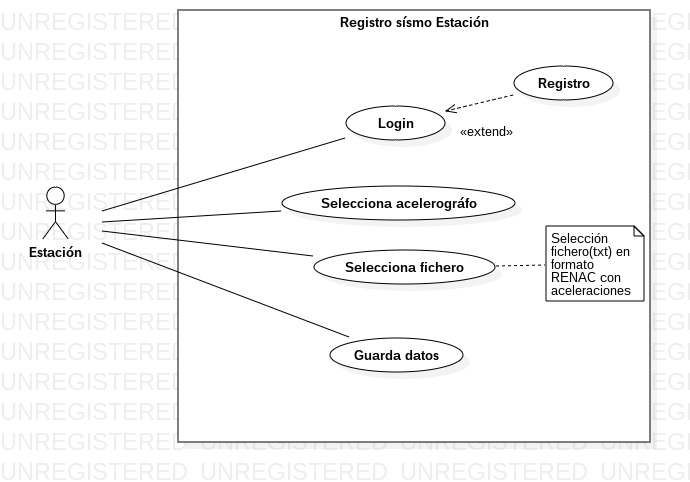 Registro sísmo Estación
Registro
Login
«extend»
Selecciona acelerográfo
Estación
Selección
fichero(txt) en
formato
RENAC con
aceleraciones
Selecciona fichero
Guarda datos
UNREGISTERED UNREGISTERED UNREGISTERED UNREGISTERED